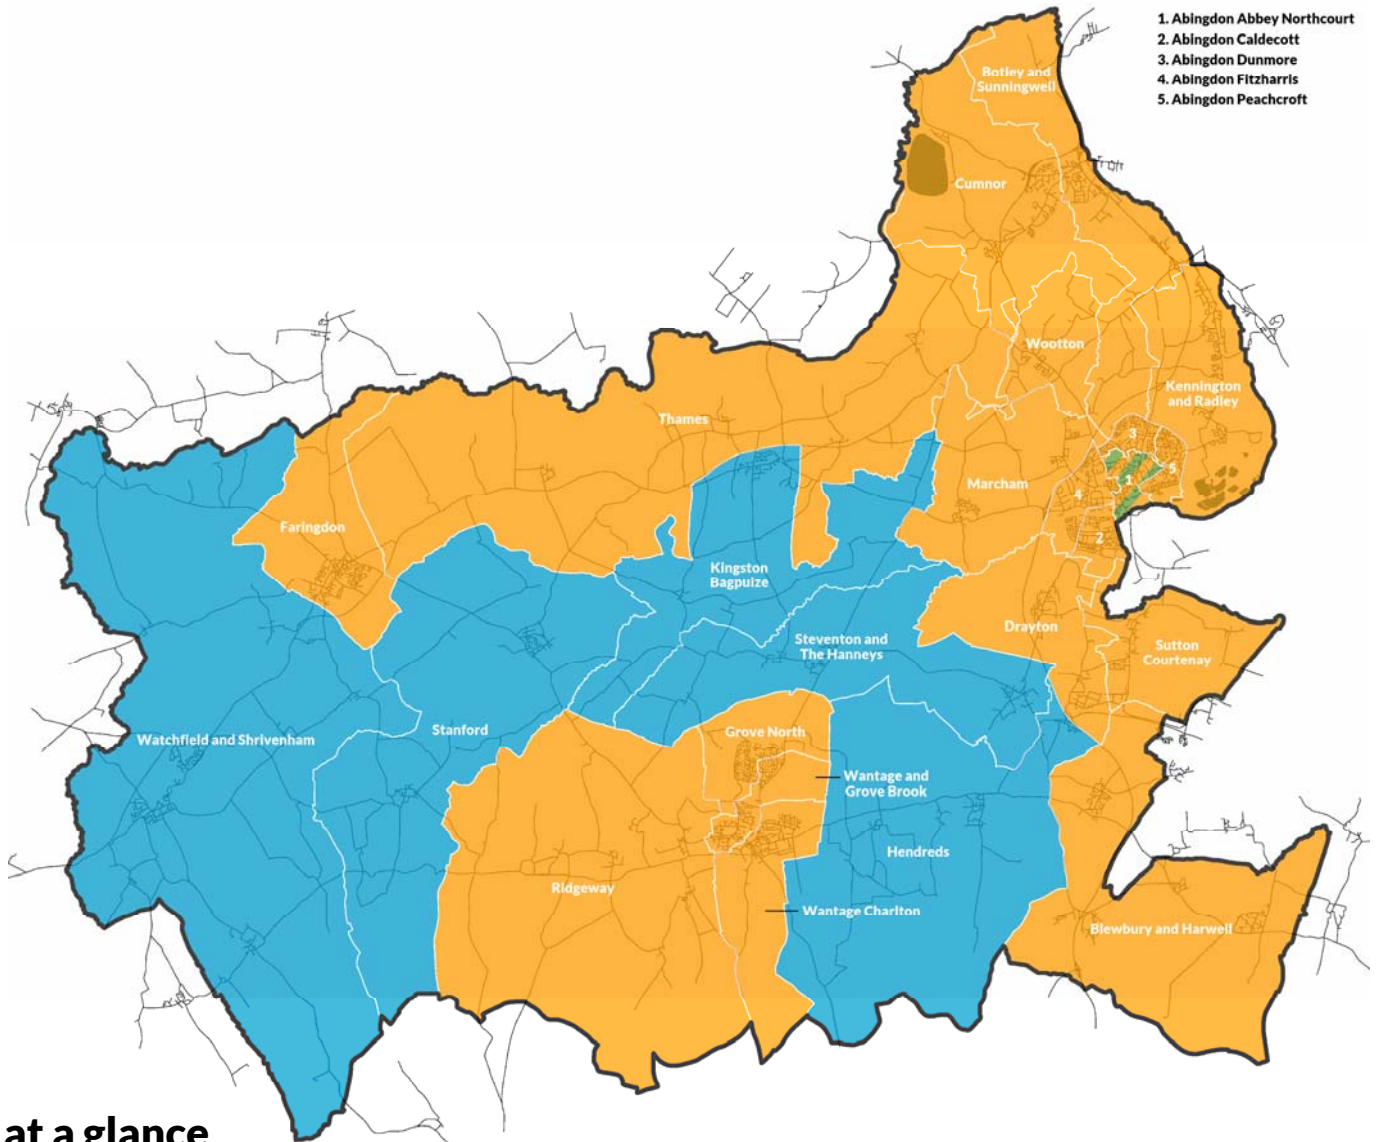 1. Abingdon Abbey Northcourt
2. Abingdon Caldecott
3. Abingdon Dunmore
4. Abingdon Fitzharris
5. Abingdon Peachcroft
Botley and
Sunningwell
Cumnor
Wootton
Kennington
and Radley
Thames
3
Marcham
5
1
4
Faringdon
2
Kingston
Bagpuize
Drayton
Steventon and
The Hanneys
Sutton
Courtenay
Watchfield and Shrivenham
Stanford
Grove North
Wantage and
Grove Brook
Hendreds
Ridgeway
Wantage Charlton
Blewbury and Harwell
at a glance